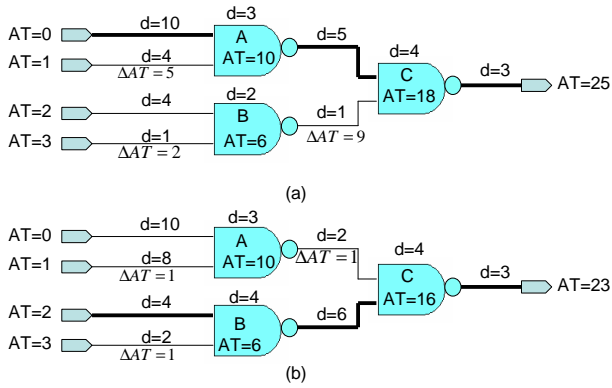 AT=0
d=10
d=3
A
AT=10
d=5
AT=1
d=4
ΔAT = 5
d=4
C
AT=18
d=3
AT=25
AT=2
d=4
d=2
B
AT=6
d=1
ΔAT = 9
AT=3
d=1
ΔAT = 2
(a)
AT=0
d=10
d=3
A
AT=10
d=2
ΔAT = 1
AT=1
d=8
ΔAT = 1
d=4
C
AT=16
d=3
AT=23
AT=2
d=4
d=4
B
AT=6
d=6
AT=3
d=2
ΔAT = 1
(b)